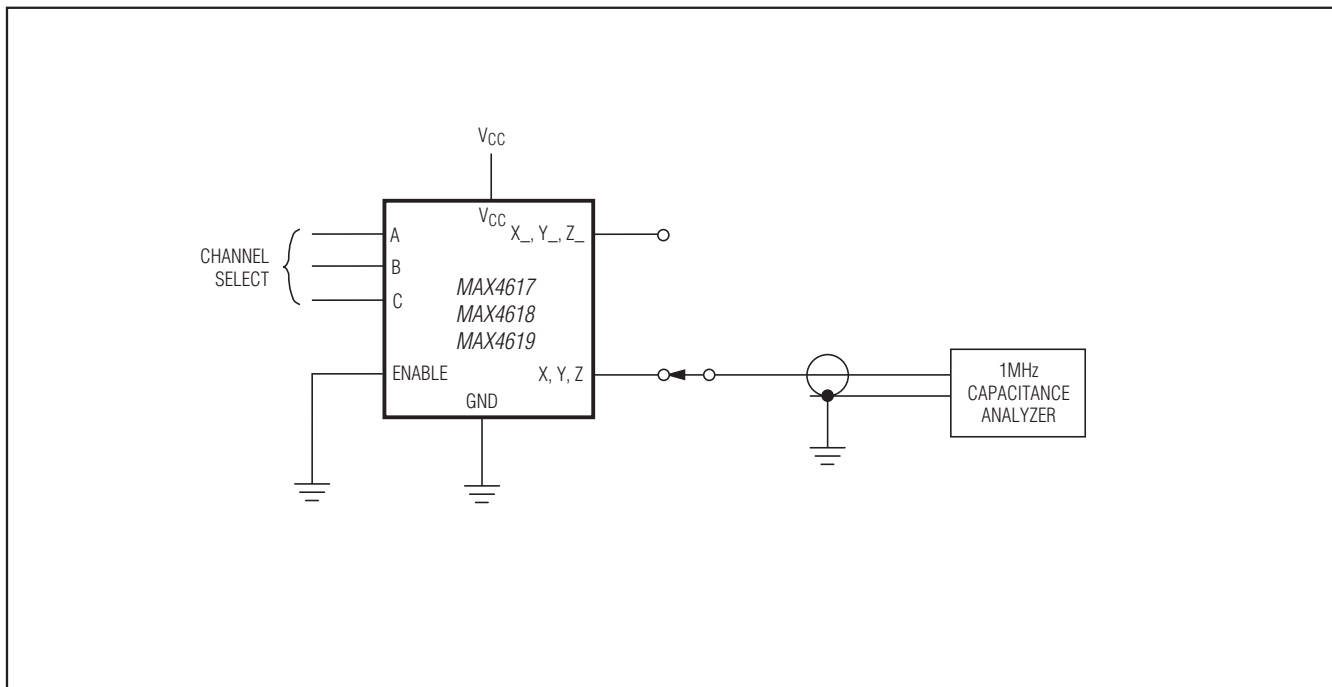 VCC
VCC
A
X_, Y_, Z_
CHANNEL
SELECT
B
C
MAX4617
MAX4618
MAX4619
ENABLE
X, Y, Z
GND
1MHz
CAPACITANCE
ANALYZER